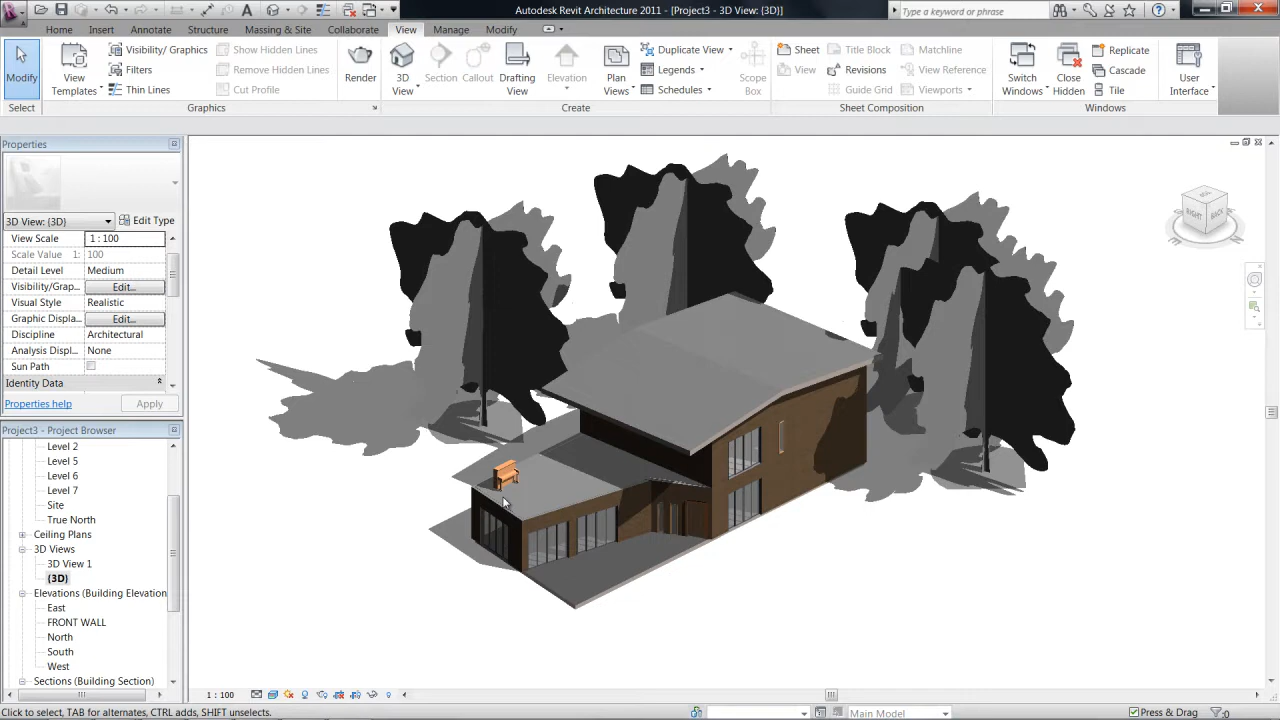 Autodesk Revit Architecture 2011 - [Project3 - 3D View: {3D}]
Type a keyword or phrase
Home Insert Annotate Structure Massing & Site Collaborate View Manage Modify
Modify
View
Templates
Visibility/ Graphics
Filters
Thin Lines
Show Hidden Lines
Remove Hidden Lines
Cut Profile
Render
3D
View
Section
Callout
Drafting
View
Elevation
Plan
Views
Duplicate View
Legends
Schedules
Scope
Box
Sheet
View
Title Block
Revisions
Guide Grid
Matchline
View Reference
Viewports
Switch
Windows
Close
Hidden
Replicate
Cascade
Tile
User
Interface
Select Graphics Create Sheet Composition Windows
Properties
3D View: {3D} Edit Type
View Scale 1 : 100
Scale Value 1: 100
Detail Level Medium
Visibility/Grap... Edit...
Visual Style Realistic
Graphic Displa... Edit...
Discipline Architectural
Analysis Displ... None
Sun Path
Identity Data
Properties help Apply
Project3 - Project Browser
Level 2
Level 5
Level 6
Level 7
Site
True North
Ceiling Plans
3D Views
3D View 1
{3D}
Elevations (Building Elevation
East
FRONT WALL
North
South
West
Sections (Building Section)
RIGHT
BACK
1 : 100
Click to select, TAB for alternates, CTRL adds, SHIFT unselects.
Main Model
Press & Drag
:0